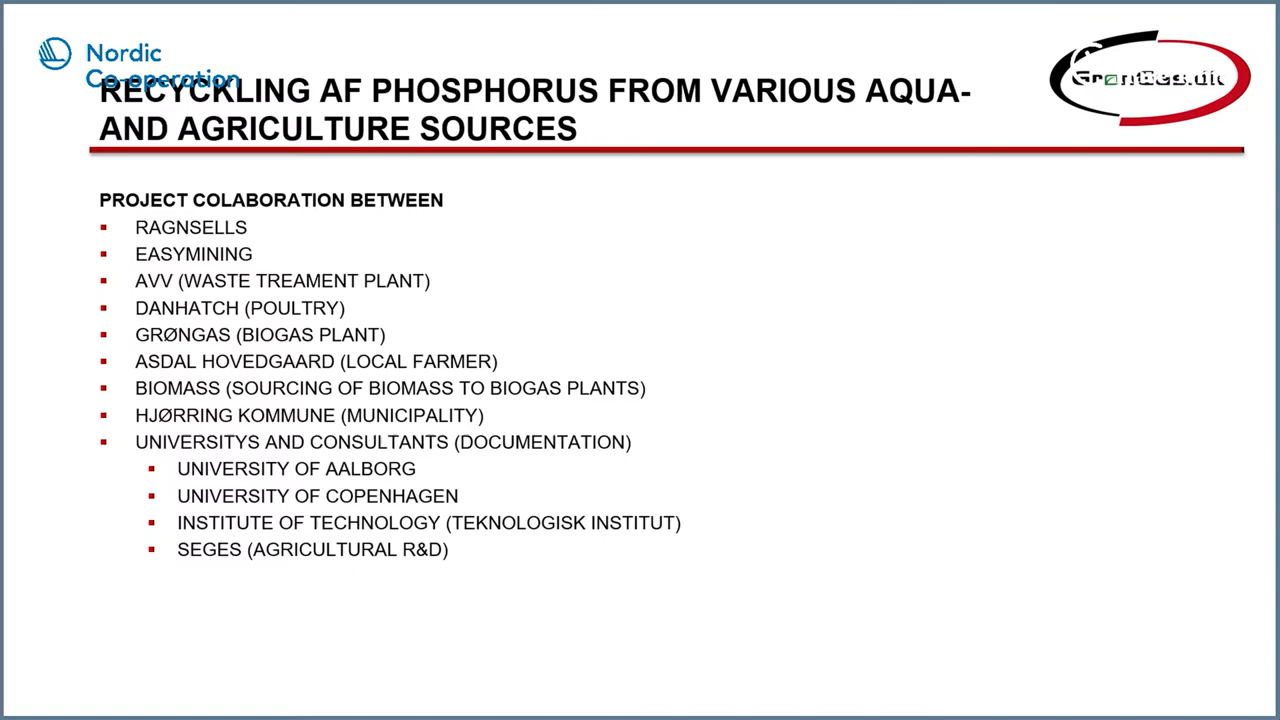 Nordic
Co-operation
RECYCKLING AF PHOSPHORUS FROM VARIOUS AQUA-
AND AGRICULTURE SOURCES
PROJECT COLABORATION BETWEEN
RAGNSELLS
EASYMINING
AVV (WASTE TREAMENT PLANT)
DANHATCH (POULTRY)
GRØNGAS (BIOGAS PLANT)
ASDAL HOVEDGAARD (LOCAL FARMER)
BIOMASS (SOURCING OF BIOMASS TO BIOGAS PLANTS)
HJØRRING KOMMUNE (MUNICIPALITY)
UNIVERSITYS AND CONSULTANTS (DOCUMENTATION)
UNIVERSITY OF AALBORG
UNIVERSITY OF COPENHAGEN
INSTITUTE OF TECHNOLOGY (TEKNOLOGISK INSTITUT)
SEGES (AGRICULTURAL R&D)